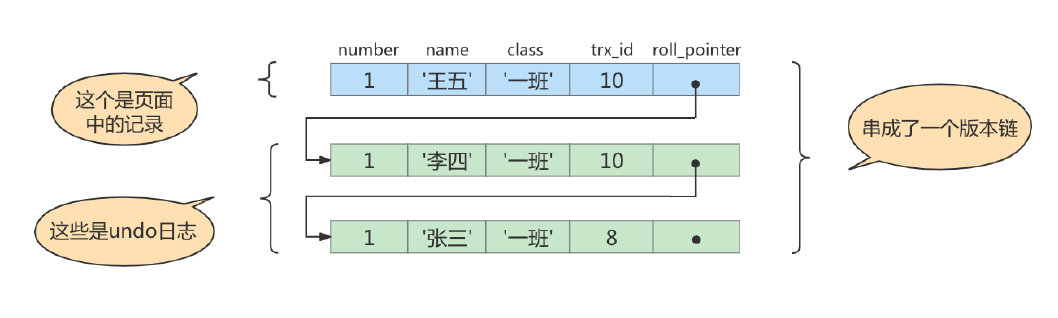 number name class trx_id roll_pointer
1 '王五' '一班' 10
这个是页面
中的记录
串成了一个版本链
1 '李四' '一班' 10
这些是undo日志
1 '张三' '一班' 8